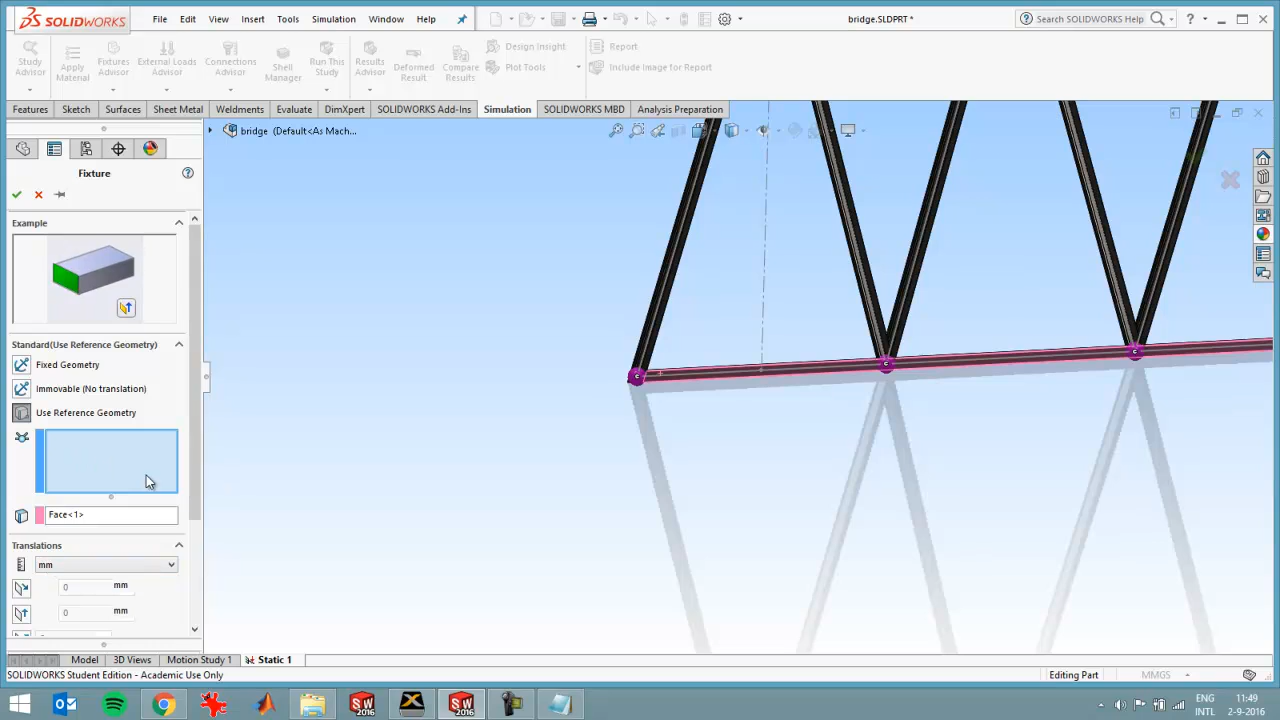 SOLIDWORKS File Edit View Insert Tools Simulation Window Help bridge.SLDPRT * Search SOLIDWORKS Help
Study Advisor
Apply Material
Fixtures Advisor
External Loads Advisor
Connections Advisor
Shell Manager
Run This Study
Results Advisor
Deformed Result
Compare Results
Design Insight
Plot Tools
Report
Include Image for Report
Features Sketch Surfaces Sheet Metal Weldments Evaluate DimXpert SOLIDWORKS Add-Ins Simulation SOLIDWORKS MBD Analysis Preparation
bridge (Default<As Mach...
Fixture
Example
Standard(Use Reference Geometry)
Fixed Geometry
Immovable (No translation)
Use Reference Geometry
Face<1>
Translations
mm
0 mm
0 mm
Model 3D Views Motion Study 1 Static 1
SOLIDWORKS Student Edition - Academic Use Only Editing Part MMGS
SW 2016
SW 2016
ENG
INTL
11:49
2-9-2016